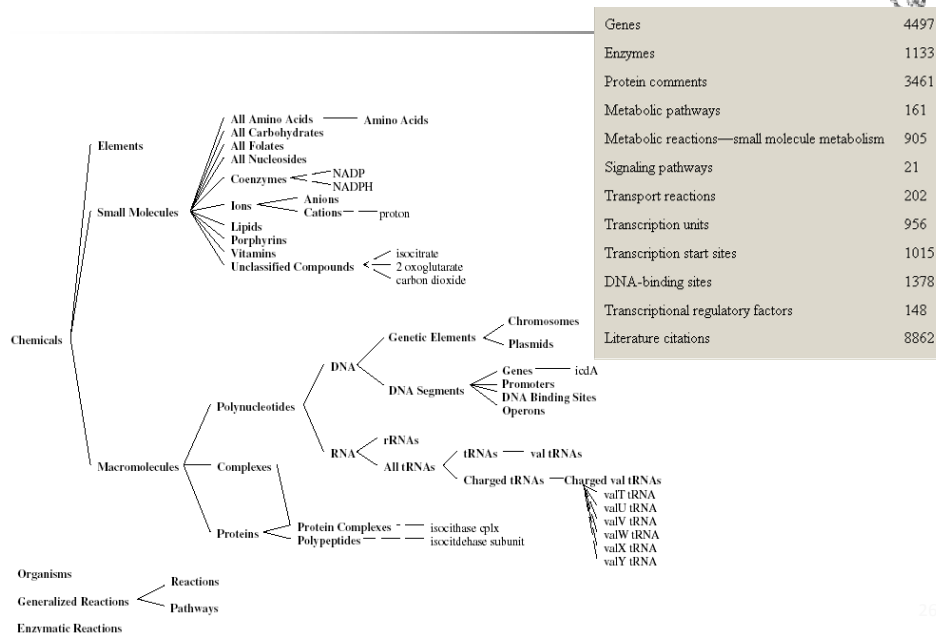 Genes 4497
Enzymes 1133
Protein comments 3461
Metabolic pathways 161
Metabolic reactions—small molecule metabolism 905
Signaling pathways 21
Transport reactions 202
Transcription units 956
Transcription start sites 1015
DNA-binding sites 1378
Transcriptional regulatory factors 148
Literature citations 8862
Chemicals
Elements
Small Molecules
All Amino Acids
Amino Acids
All Carbohydrates
All Folates
All Nucleosides
Coenzymes
NADP
NADPH
Ions
Anions
Cations
proton
Lipids
Porphyrins
Vitamins
Unclassified Compounds
isocitrate
2 oxoglutarate
carbon dioxide
Macromolecules
Polynucleotides
DNA
Genetic Elements
Chromosomes
Plasmids
DNA Segments
Genes
icdA
Promoters
DNA Binding Sites
Operons
RNA
rRNAs
All tRNAs
tRNAs
val tRNAs
Charged tRNAs
Charged val tRNAs
valT tRNA
valU tRNA
valV tRNA
valW tRNA
valX tRNA
valY tRNA
Complexes
Proteins
Protein Complexes
isocithase cplx
Polypeptides
isocitdehase subunit
Organisms
Generalized Reactions
Reactions
Pathways
Enzymatic Reactions
26